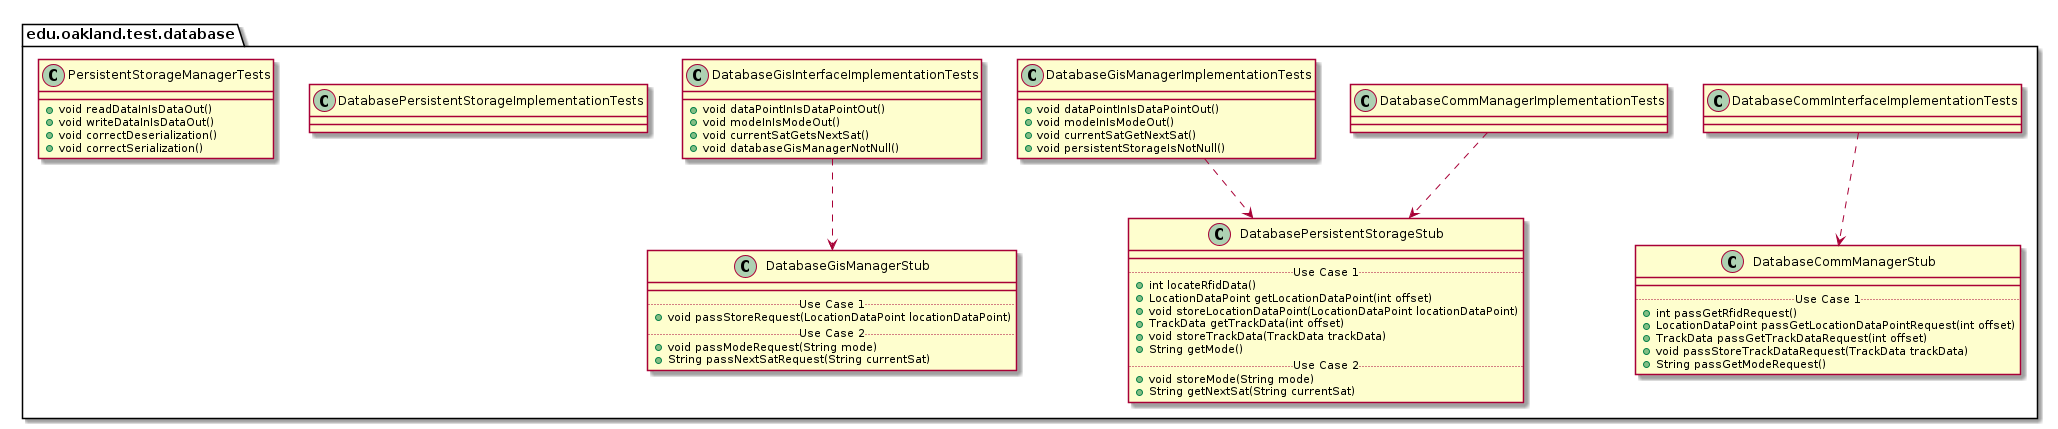 edu.oakland.test.database
C PersistentStorageManagerTests
void readDataInIsDataOut()
void writeDataInIsDataOut()
void correctDeserialization()
void correctSerialization()
C DatabasePersistentStorageImplementationTests
C DatabaseGisInterfaceImplementationTests
void dataPointInIsDataPointOut()
void modeInIsModeOut()
void currentSatGetsNextSat()
void databaseGisManagerNotNull()
C DatabaseGisManagerImplementationTests
void dataPointInIsDataPointOut()
void modeInIsModeOut()
void currentSatGetNextSat()
void persistentStorageIsNotNull()
C DatabaseCommManagerImplementationTests
C DatabaseCommInterfaceImplementationTests
C DatabaseGisManagerStub
Use Case 1
void passStoreRequest(LocationDataPoint locationDataPoint)
Use Case 2
void passModeRequest(String mode)
String passNextSatRequest(String currentSat)
C DatabasePersistentStorageStub
Use Case 1
int locateRfidData()
LocationDataPoint getLocationDataPoint(int offset)
void storeLocationDataPoint(LocationDataPoint locationDataPoint)
TrackData getTrackData(int offset)
void storeTrackData(TrackData trackData)
String getMode()
Use Case 2
void storeMode(String mode)
String getNextSat(String currentSat)
C DatabaseCommManagerStub
Use Case 1
int passGetRfidRequest()
LocationDataPoint passGetLocationDataPointRequest(int offset)
TrackData passGetTrackDataRequest(int offset)
void passStoreTrackDataRequest(TrackData trackData)
String passGetModeRequest()